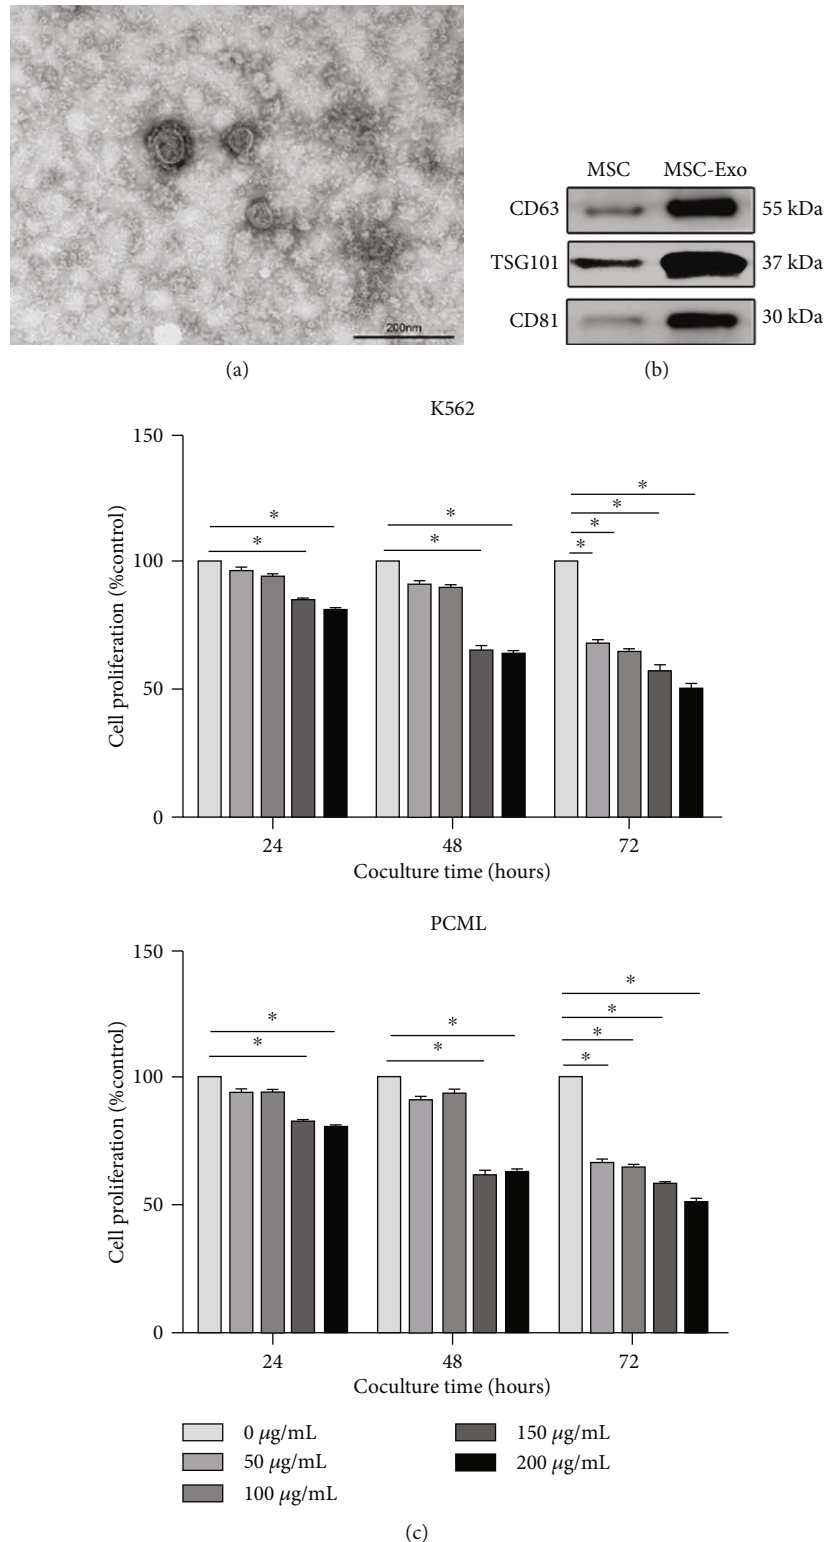 200nm
(a)
MSC MSC-Exo
CD63 55 kDa
TSG101 37 kDa
CD81 30 kDa
(b)
K562
Cell proliferation (%control)
150
100
50
0
* * * * * * * *
24 48 72
Coculture time (hours)
PCML
Cell proliferation (%control)
150
100
50
0
* * * * * * * *
24 48 72
Coculture time (hours)
0 µg/mL
50 µg/mL
100 µg/mL
150 µg/mL
200 µg/mL
(c)